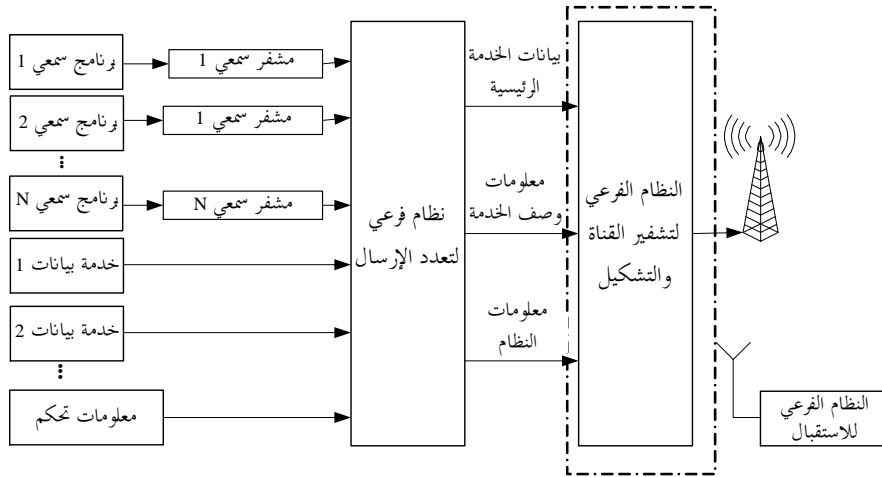 برنامج سمعي 1
مشفر سمعي 1
برنامج سمعي 2
مشفر سمعي 1
برنامج سمعي N
مشفر سمعي N
خدمة بيانات 1
خدمة بيانات 2
معلومات تحكم
نظام فرعي
لتعدد الإرسال
بيانات الخدمة
الرئيسية
معلومات
وصف الخدمة
معلومات
النظام
النظام الفرعي
لتشفير القناة
والتشكيل
النظام الفرعي
للاستقبال